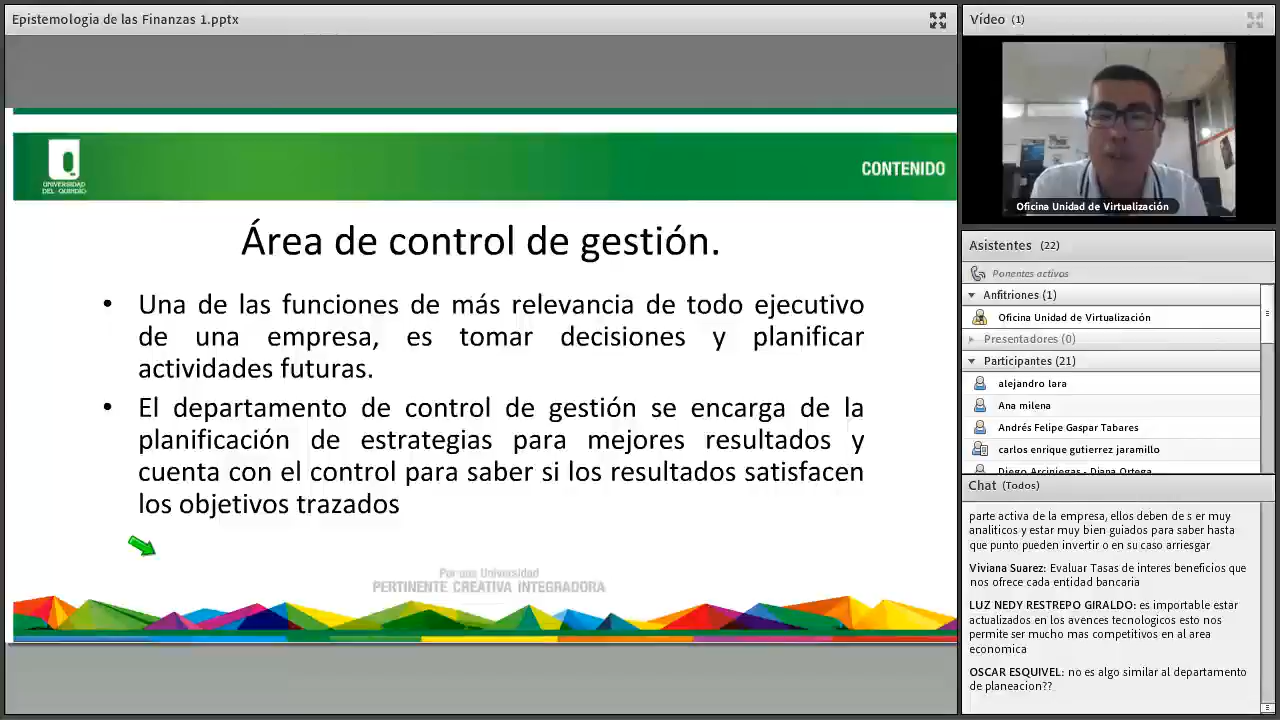 Epistemologia de las Finanzas 1.pptx
UNIVERSIDAD
DEL QUINDÍO
CONTENIDO
Área de control de gestión.
• Una de las funciones de más relevancia de todo ejecutivo
de una empresa, es tomar decisiones y planificar
actividades futuras.
• El departamento de control de gestión se encarga de la
planificación de estrategias para mejores resultados y
cuenta con el control para saber si los resultados satisfacen
los objetivos trazados
Por una Universidad
PERTINENTE CREATIVA INTEGRADORA
Vídeo (1)
Oficina Unidad de Virtualización
Asistentes (22)
Ponentes activos
Anfitriones (1)
Oficina Unidad de Virtualización
Presentadores (0)
Participantes (21)
alejandro lara
Ana milena
Andrés Felipe Gaspar Tabares
carlos enrique gutierrez jaramillo
Diego Arciniegas - Diana Ortega
Chat (Todos)
parte activa de la empresa, ellos deben de s er muy
analíticos y estar muy bien guiados para saber hasta
que punto pueden invertir o en su caso arriesgar
Viviana Suarez: Evaluar Tasas de interes beneficios que
nos ofrece cada entidad bancaria
LUZ NEDY RESTREPO GIRALDO: es importable estar
actualizados en los avences tecnologicos esto nos
permite ser mucho mas competitivos en al area
economica
OSCAR ESQUIVEL: no es algo similar al departamento
de planeacion??